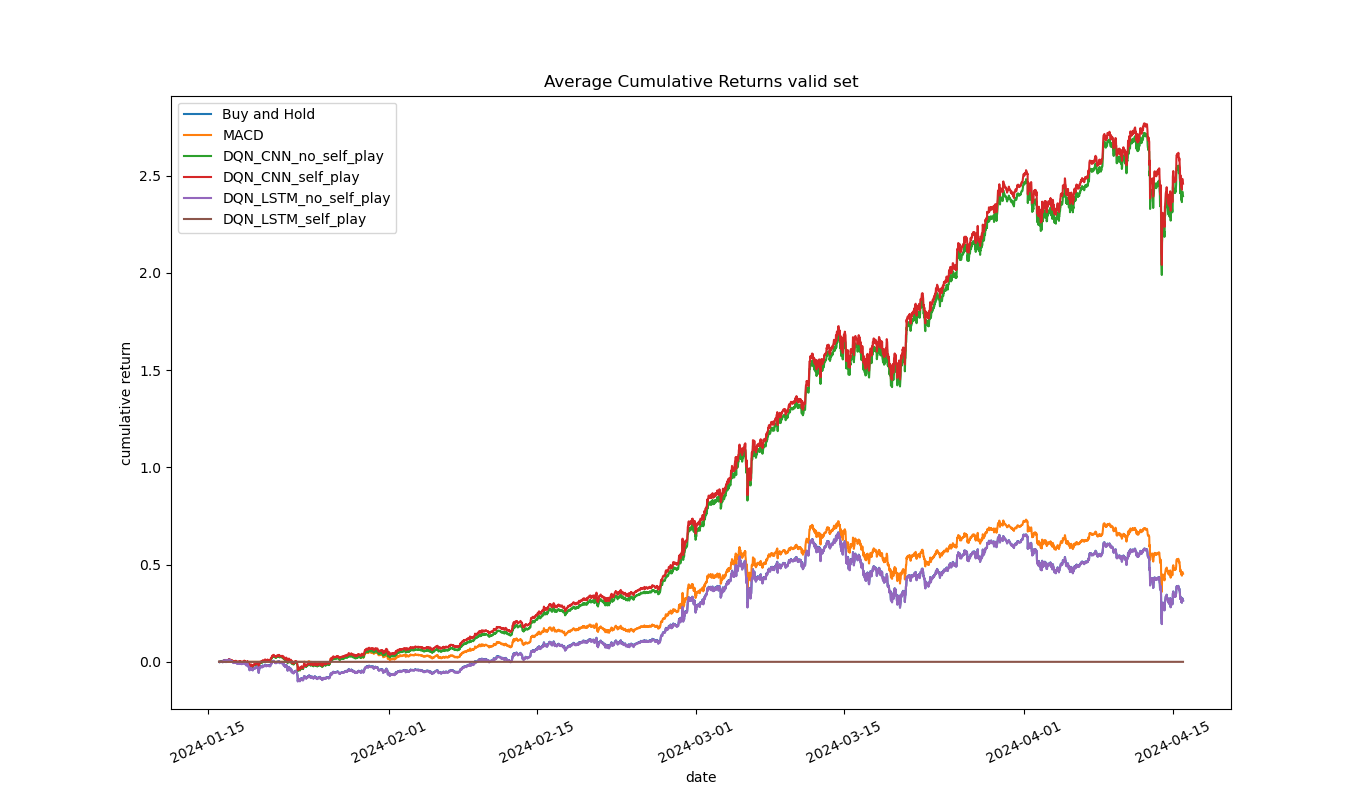 Average Cumulative Returns valid set
Buy and Hold
MACD
DQN_CNN_no_self_play
DQN_CNN_self_play
DQN_LSTM_no_self_play
DQN_LSTM_self_play
2.5
2.0
1.5
1.0
0.5
0.0
cumulative return
2024-01-15
2024-02-01
2024-02-15
2024-03-01
2024-03-15
2024-04-01
2024-04-15
date